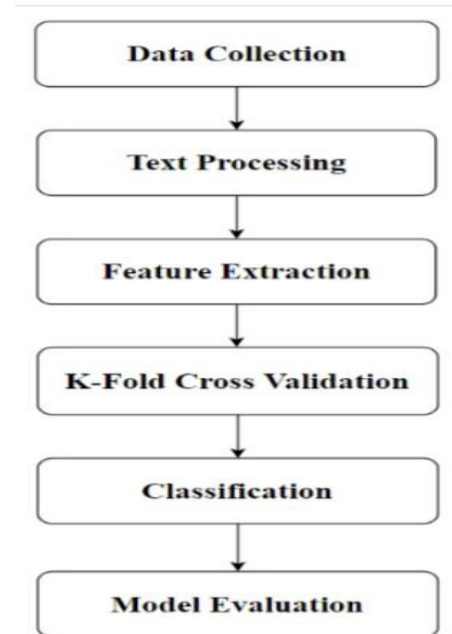 Data Collection
Text Processing
Feature Extraction
K-Fold Cross Validation
Classification
Model Evaluation